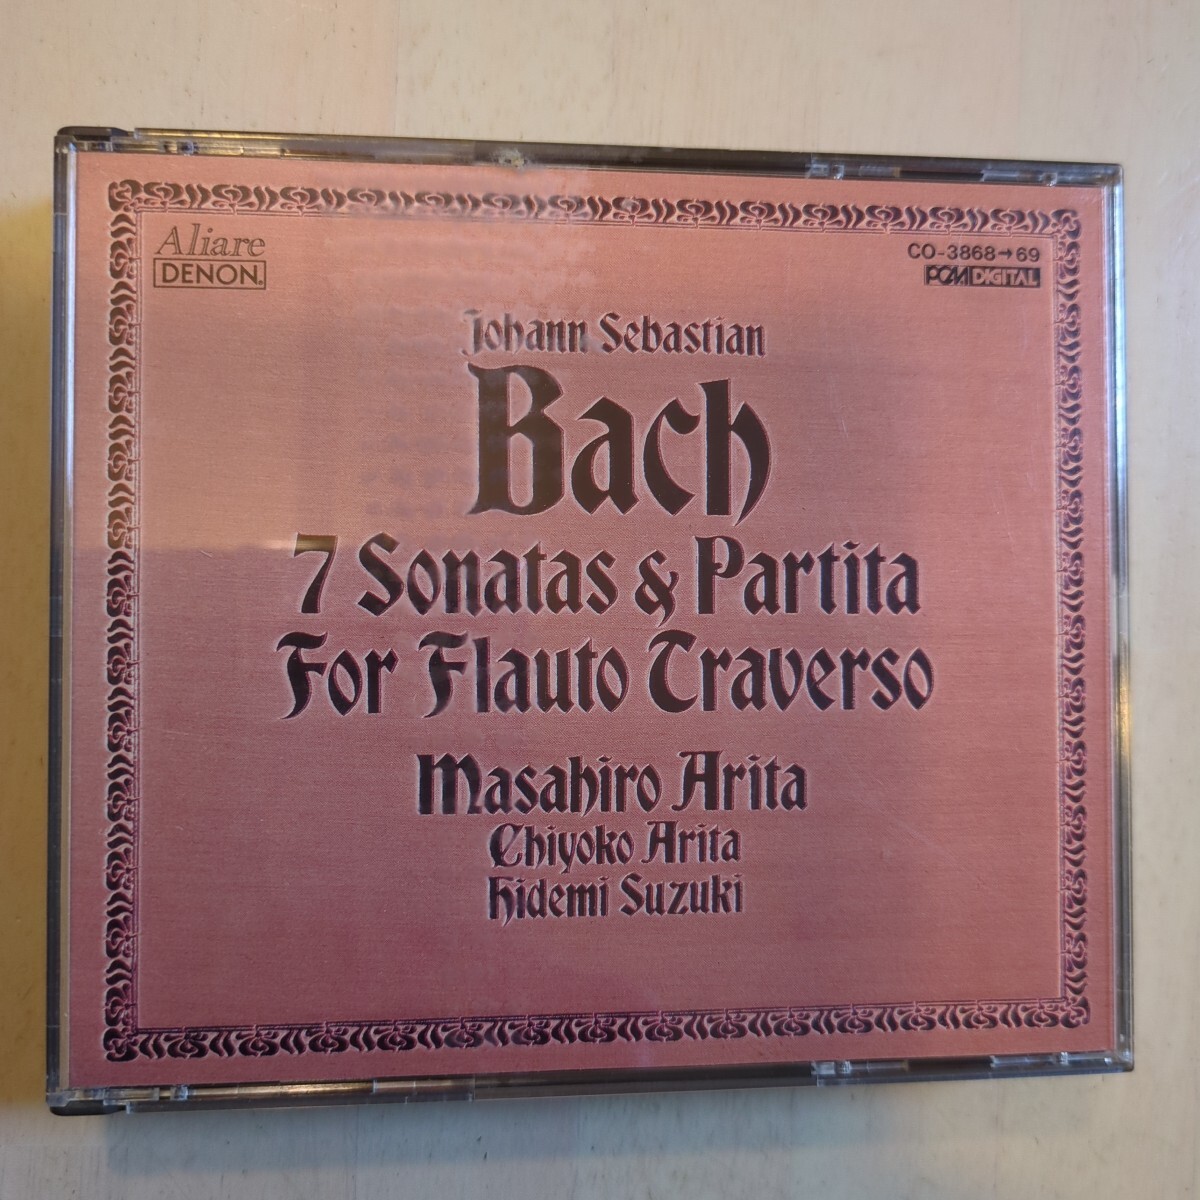 Aliare
DENON®
CO-3868→69
PCM DIGITAL
Johann Sebastian
Bach
7 Sonatas & Partita
For Flauto Traverso
Masahiro Arita
Chiyoko Arita
Hidemi Suzuki